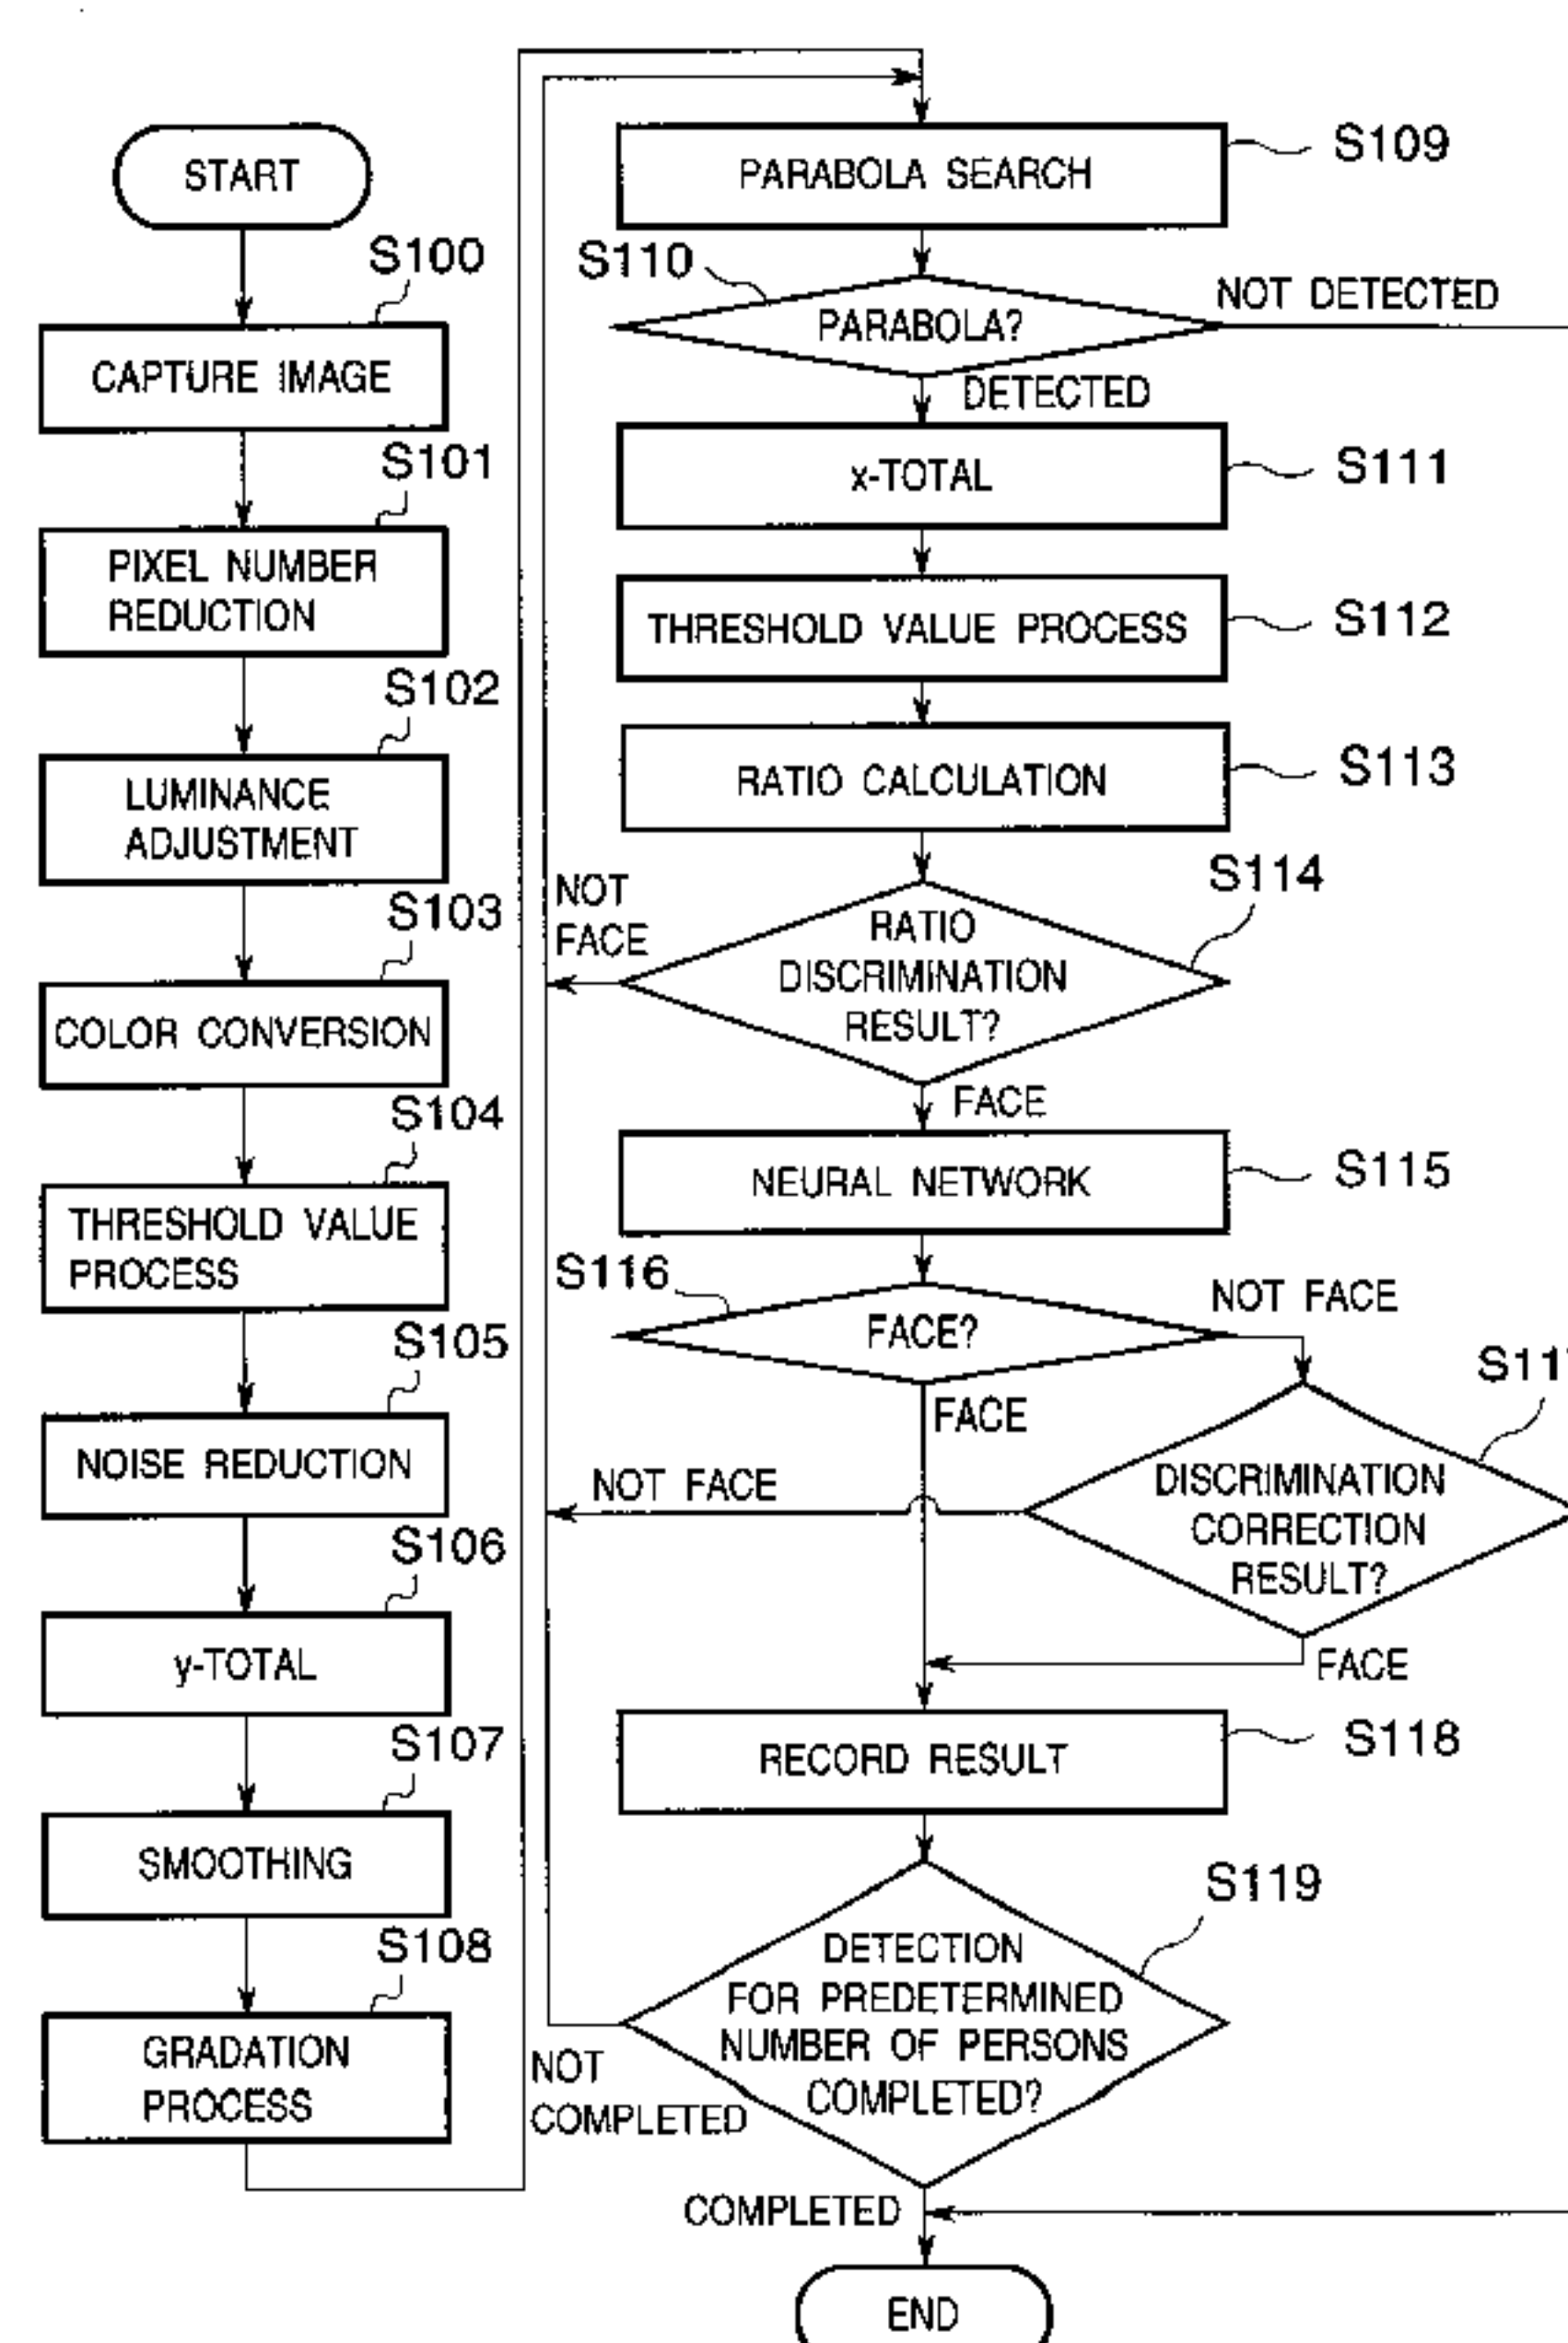 START
S100
CAPTURE IMAGE
S101
PIXEL NUMBER
REDUCTION
S102
LUMINANCE
ADJUSTMENT
S103
COLOR CONVERSION
S104
THRESHOLD VALUE
PROCESS
S105
NOISE REDUCTION
S106
y-TOTAL
S107
SMOOTHING
S108
GRADATION
PROCESS
PARABOLA SEARCH
S109
S110
PARABOLA?
NOT DETECTED
DETECTED
x-TOTAL
S111
THRESHOLD VALUE PROCESS
S112
RATIO CALCULATION
S113
S114
NOT
FACE
RATIO
DISCRIMINATION
RESULT?
FACE
NEURAL NETWORK
S115
S116
FACE?
NOT FACE
FACE
NOT FACE
DISCRIMINATION
CORRECTION
RESULT?
FACE
RECORD RESULT
S118
S119
DETECTION
FOR PREDETERMINED
NUMBER OF PERSONS
COMPLETED?
NOT
COMPLETED
COMPLETED
END